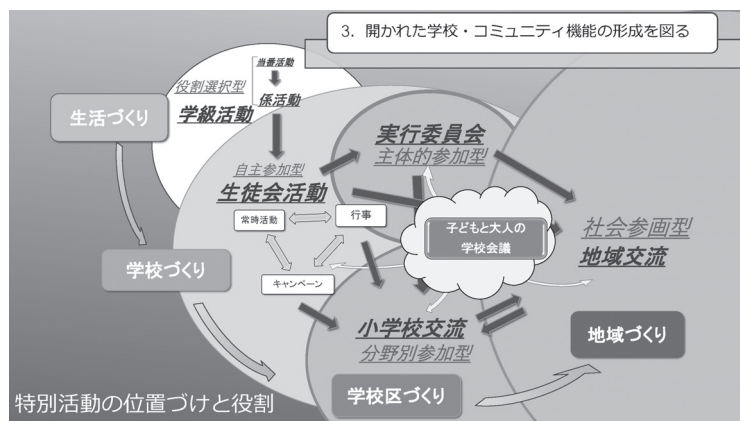 3. 開かれた学校・コミュニティ機能の形成を図る
当番活動
役割選択型
係活動
学級活動
生活づくり
実行委員会
主体的参加型
自主参加型
生徒会活動
常時活動
行事
キャンペーン
子どもと大人の
学校会議
社会参画型
地域交流
学校づくり
小学校交流
分野別参加型
地域づくり
学校区づくり
特別活動の位置づけと役割